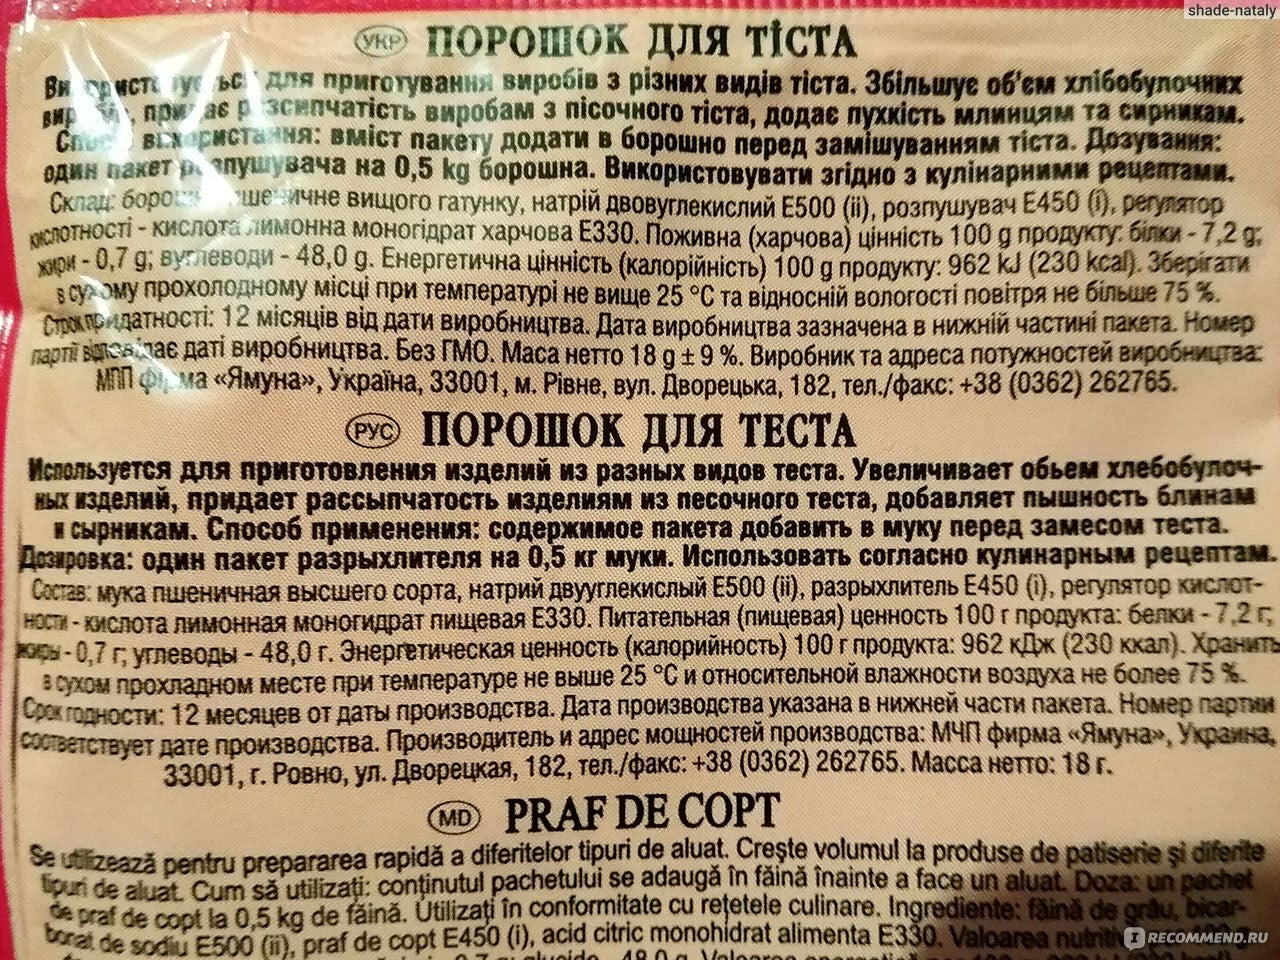 shade-nataly
УКР ПОРОШОК ДЛЯ ТІСТА
для приготування виробів з різних видів тіста. Збільшує об'єм хлібобулочних
розсипчатість виробам з пісочного тіста, додає пухкість млинцям та сирникам.
Спосіб використання: вміст пакету додати в борошно перед замішуванням тіста. Дозування:
один пакет розпушувача на 0,5 kg борошна. Використовувати згідно з кулінарними рецептами.
Склад: борошно пшеничне вищого гатунку, натрій двовуглекислий Е500 (ii), розпушувач Е450 (i), регулятор
кислотності - кислота лимонна моногідрат харчова Е330. Поживна (харчова) цінність 100 g продукту: білки - 7,2 g;
жири - 0,7 g; вуглеводи - 48,0 g. Енергетична цінність (калорійність) 100 g продукту: 962 kJ (230 kcal). Зберігати
в сухому прохолодному місці при температурі не вище 25 °C та відносній вологості повітря не більше 75 %.
Строк придатності: 12 місяців від дати виробництва. Дата виробництва зазначена в нижній частині пакета. Номер
партії відповідає даті виробництва. Без ГМО. Маса нетто 18 g ± 9 %. Виробник та адреса потужностей виробництва:
МПП фірма «Ямуна», Україна, 33001, м. Рівне, вул. Дворецька, 182, тел./факс: +38 (0362) 262765.
РУС ПОРОШОК ДЛЯ ТЕСТА
Используется для приготовления изделий из разных видов теста. Увеличивает обьем хлебобулоч-
ных изделий, придает рассыпчатость изделиям из песочного теста, добавляет пышность блинам
и сырникам. Способ применения: содержимое пакета добавить в муку перед замесом теста.
Дозировка: один пакет разрыхлителя на 0,5 кг муки. Использовать согласно кулинарным рецептам.
Состав: мука пшеничная высшего сорта, натрий двууглекислый Е500 (ii), разрыхлитель Е450 (i), регулятор кислот-
ности - кислота лимонная моногидрат пищевая Е330. Питательная (пищевая) ценность 100 г продукта: белки - 7,2 г;
жиры - 0,7 г; углеводы - 48,0 г. Энергетическая ценность (калорийность) 100 г продукта: 962 кДж (230 ккал). Хранить
в сухом прохладном месте при температуре не выше 25 °C и относительной влажности воздуха не более 75 %.
Срок годности: 12 месяцев от даты производства. Дата производства указана в нижней части пакета. Номер партии
соответствует дате производства. Производитель и адрес мощностей производства: МЧП фирма «Ямуна», Украина,
33001, г. Ровно, ул. Дворецкая, 182, тел./факс: +38 (0362) 262765. Масса нетто: 18 г.
MD PRAF DE COPT
Se utilizează pentru prepararea rapidă a diferitelor tipuri de aluat. Creşte volumul la produse de patiserie şi diferite
tipuri de aluat. Cum să utilizați: conținutul pachetului se adaugă în făină înainte a face un aluat. Doza: un pachet
de praf de copt la 0,5 kg de făină. Utilizați în conformitate cu rețetele culinare. Ingrediente: făină de grâu, bicar-
bonat de sodiu E500 (ii), praf de copt E450 (i), acid citric monohidrat alimenta E330. Valoarea
IRECOMMEND.RU